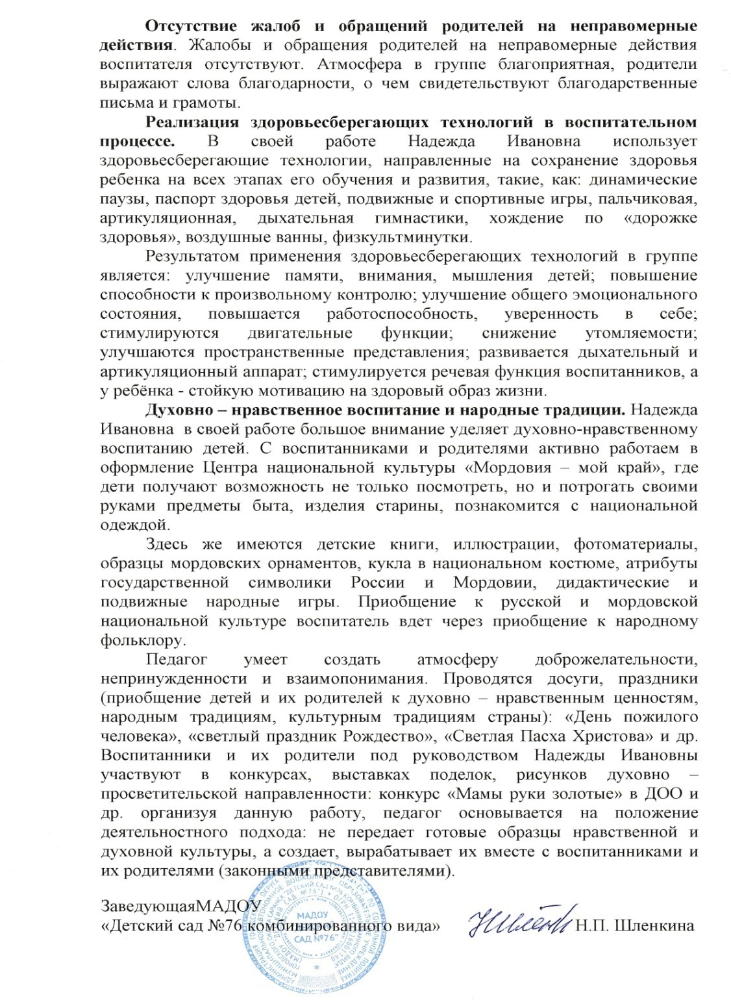 Отсутствие жалоб и обращений родителей на неправомерные
действия. Жалобы и обращения родителей на неправомерные действия
воспитателя отсутствуют. Атмосфера в группе благоприятная, родители
выражают слова благодарности, о чем свидетельствуют благодарственные
письма и грамоты.
Реализация здоровьесберегающих технологий в воспитательном
процессе. В своей работе Надежда Ивановна использует
здоровьесберегающие технологии, направленные на сохранение здоровья
ребенка на всех этапах его обучения и развития, такие, как: динамические
паузы, паспорт здоровья детей, подвижные и спортивные игры, пальчиковая,
артикуляционная, дыхательная гимнастики, хождение по «дорожке
здоровья», воздушные ванны, физкультминутки.
Результатом применения здоровьесберегающих технологий в группе
является: улучшение памяти, внимания, мышления детей; повышение
способности к произвольному контролю; улучшение общего эмоционального
состояния, повышается работоспособность, уверенность в себе;
стимулируются двигательные функции; снижение утомляемости;
улучшаются пространственные представления; развивается дыхательный и
артикуляционный аппарат; стимулируется речевая функция воспитанников, а
у ребёнка - стойкую мотивацию на здоровый образ жизни.
Духовно – нравственное воспитание и народные традиции. Надежда
Ивановна в своей работе большое внимание уделяет духовно-нравственному
воспитанию детей. С воспитанниками и родителями активно работаем в
оформление Центра национальной культуры «Мордовия – мой край», где
дети получают возможность не только посмотреть, но и потрогать своими
руками предметы быта, изделия старины, познакомится с национальной
одеждой.
Здесь же имеются детские книги, иллюстрации, фотоматериалы,
образцы мордовских орнаментов, кукла в национальном костюме, атрибуты
государственной символики России и Мордовии, дидактические и
подвижные народные игры. Приобщение к русской и мордовской
национальной культуре воспитатель вдет через приобщение к народному
фольклору.
Педагог умеет создать атмосферу доброжелательности,
непринужденности и взаимопонимания. Проводятся досуги, праздники
(приобщение детей и их родителей к духовно – нравственным ценностям,
народным традициям, культурным традициям страны): «День пожилого
человека», «светлый праздник Рождество», «Светлая Пасха Христова» и др.
Воспитанники и их родители под руководством Надежды Ивановны
участвуют в конкурсах, выставках поделок, рисунков духовно –
просветительской направленности: конкурс «Мамы руки золотые» в ДОО и
др. организуя данную работу, педагог основывается на положение
деятельностного подхода: не передает готовые образцы нравственной и
духовной культуры, а создает, вырабатывает их вместе с воспитанниками и
их родителями (законными представителями).
ЗаведующаяМАДОУ
«Детский сад №76 комбинированного вида» Н.П. Шленкина
МАДОУ
САД №76"